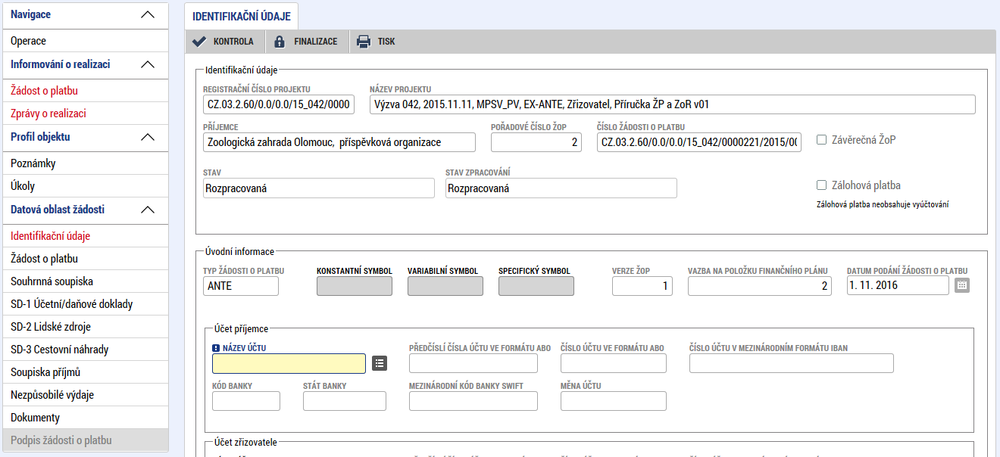 Navigace
Operace
Informování o realizaci
Žádost o platbu
Zprávy o realizaci
Profil objektu
Poznámky
Úkoly
Datová oblast žádosti
Identifikační údaje
Žádost o platbu
Souhrnná soupiska
SD-1 Účetní/daňové doklady
SD-2 Lidské zdroje
SD-3 Cestovní náhrady
Soupiska příjmů
Nezpůsobilé výdaje
Dokumenty
Podpis žádosti o platbu
IDENTIFIKAČNÍ ÚDAJE
KONTROLA FINALIZACE TISK
Identifikační údaje
REGISTRAČNÍ ČÍSLO PROJEKTU NÁZEV PROJEKTU
CZ.03.2.60/0.0/0.0/15_042/0000 Výzva 042, 2015.11.11, MPSV_PV, EX-ANTE, Zřizovatel, Příručka ŽP a ZoR v01
PŘÍJEMCE POŘADOVÉ ČÍSLO ŽOP ČÍSLO ŽÁDOSTI O PLATBU
Zoologická zahrada Olomouc, příspěvková organizace 2 CZ.03.2.60/0.0/0.0/15_042/0000221/2015/00 Závěrečná ŽoP
STAV STAV ZPRACOVÁNÍ
Rozpracovaná Rozpracovaná Zálohová platba
Zálohová platba neobsahuje vyúčtování
Úvodní informace
TYP ŽÁDOSTI O PLATBU KONSTANTNÍ SYMBOL VARIABILNÍ SYMBOL SPECIFICKÝ SYMBOL VERZE ŽOP VAZBA NA POLOŽKU FINANČNÍHO PLÁNU DATUM PODÁNÍ ŽÁDOSTI O PLATBU
ANTE 1 2 1. 11. 2016
Účet příjemce
NÁZEV ÚČTU PŘEDČÍSLÍ ČÍSLA ÚČTU VE FORMÁTU ABO ČÍSLO ÚČTU VE FORMÁTU ABO ČÍSLO ÚČTU V MEZINÁRODNÍM FORMÁTU IBAN
KÓD BANKY STÁT BANKY MEZINÁRODNÍ KÓD BANKY SWIFT MĚNA ÚČTU
Účet zřizovatele